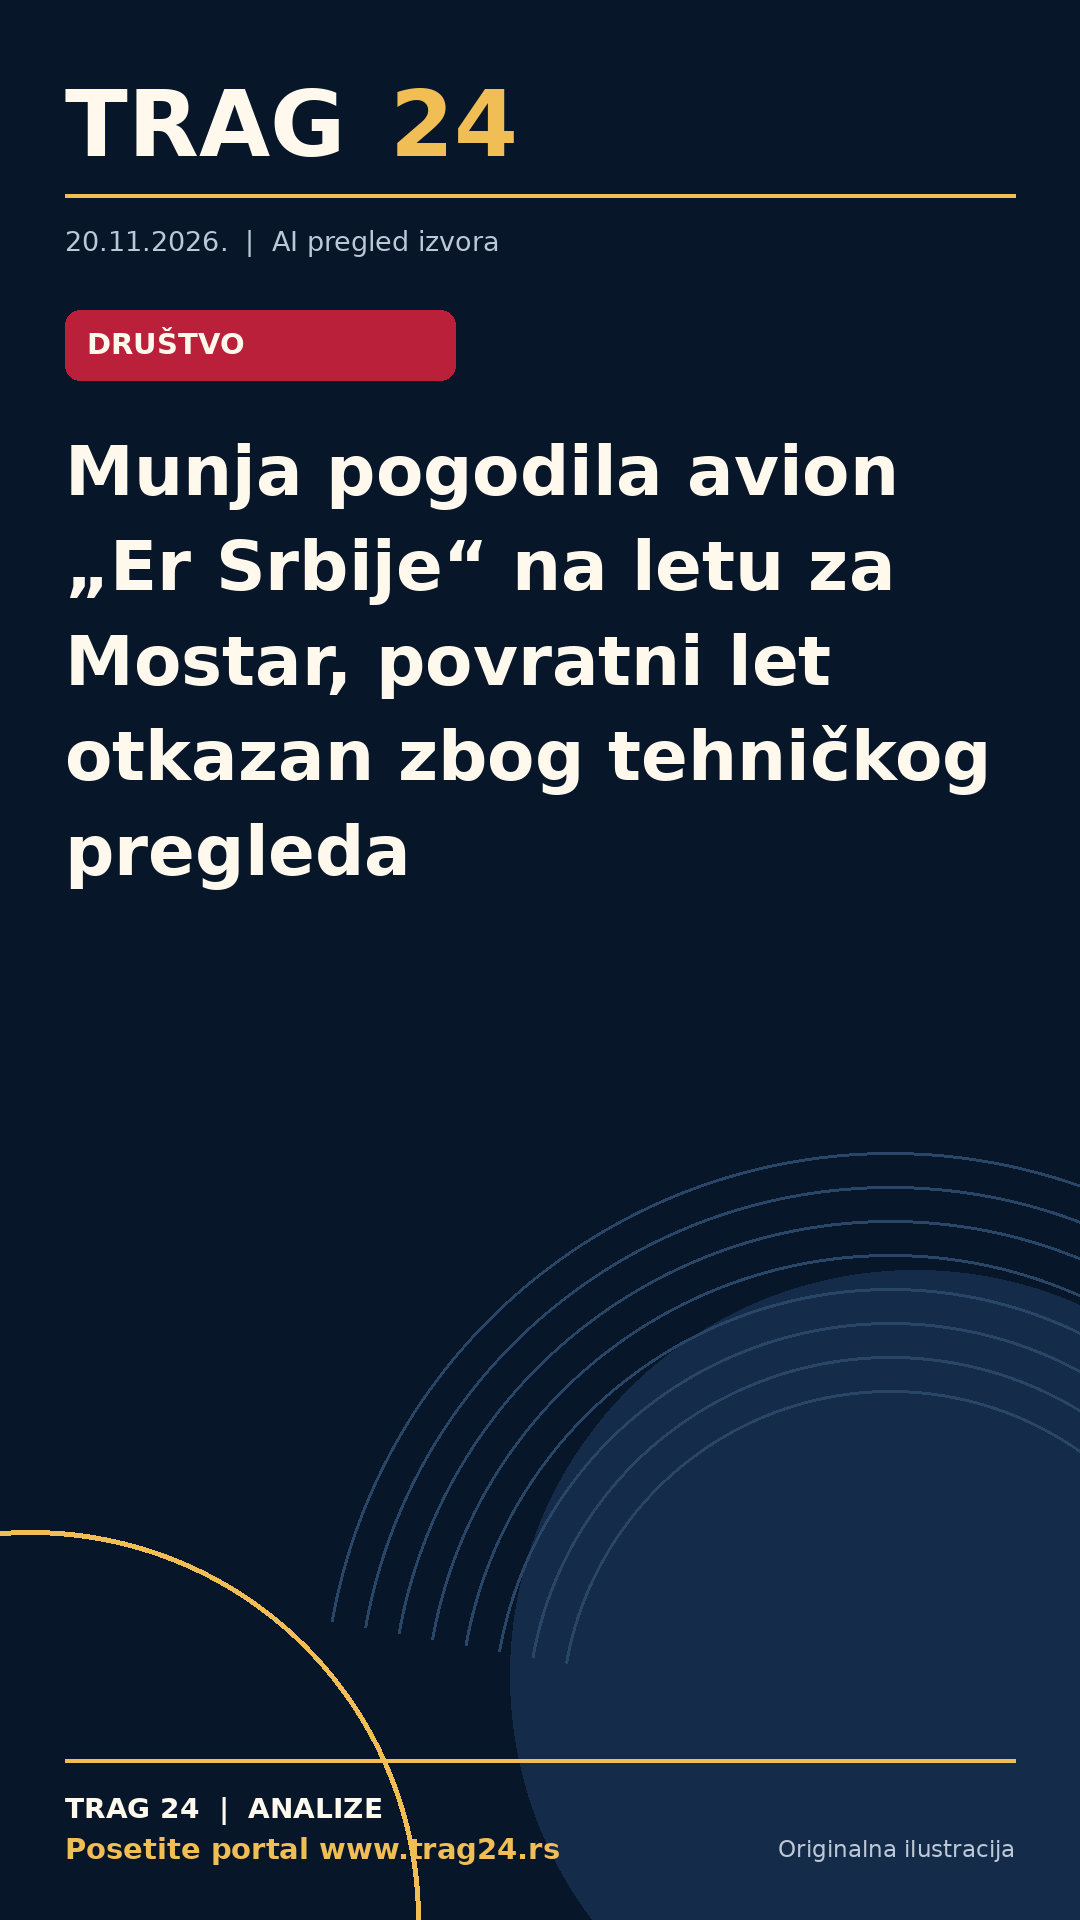 TRAG 24
20.11.2026. | AI pregled izvora
DRUŠTVO
Munja pogodila avion
„Er Srbije“ na letu za
Mostar, povratni let
otkazan zbog tehničkog
pregleda
TRAG 24 | ANALIZE
Posetite portal www.trag24.rs
Originalna ilustracija